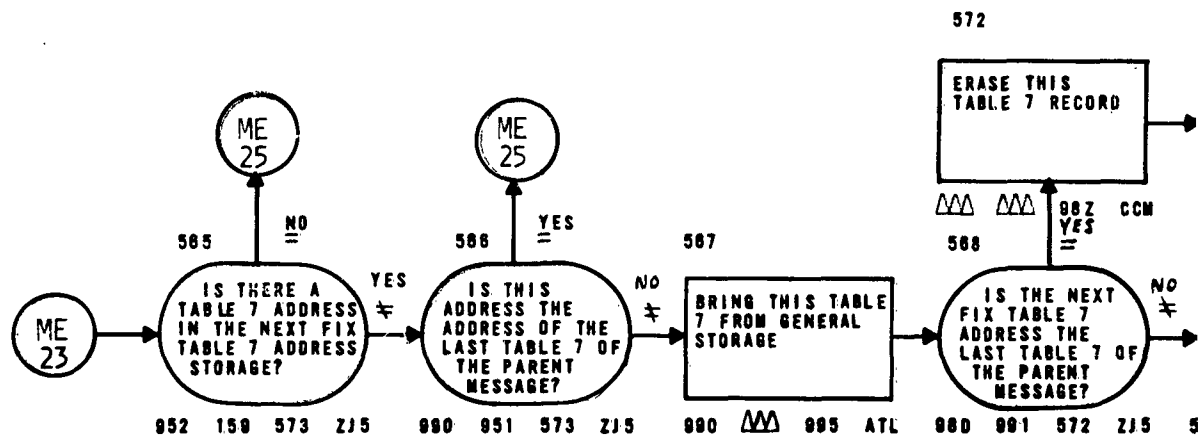 572
ERASE THIS
TABLE 7 RECORD
ME
25
ME
25
△△△ △△△ 98Z CCM
NO
=
YES
=
YES
=
565
566
567
568
YES
≠
NO
≠
NO
≠
ME
23
IS THERE A
TABLE 7 ADDRESS
IN THE NEXT FIX
TABLE 7 ADDRESS
STORAGE?
IS THIS
ADDRESS THE
ADDRESS OF THE
LAST TABLE 7 OF
THE PARENT
MESSAGE?
BRING THIS TABLE
7 FROM GENERAL
STORAGE
IS THE NEXT
FIX TABLE 7
ADDRESS THE
LAST TABLE 7 OF
THE PARENT
MESSAGE?
952 159 573 ZJ5
990 951 573 ZJ5
990 △△△ 995 ATL
98D 991 572 ZJ5
5